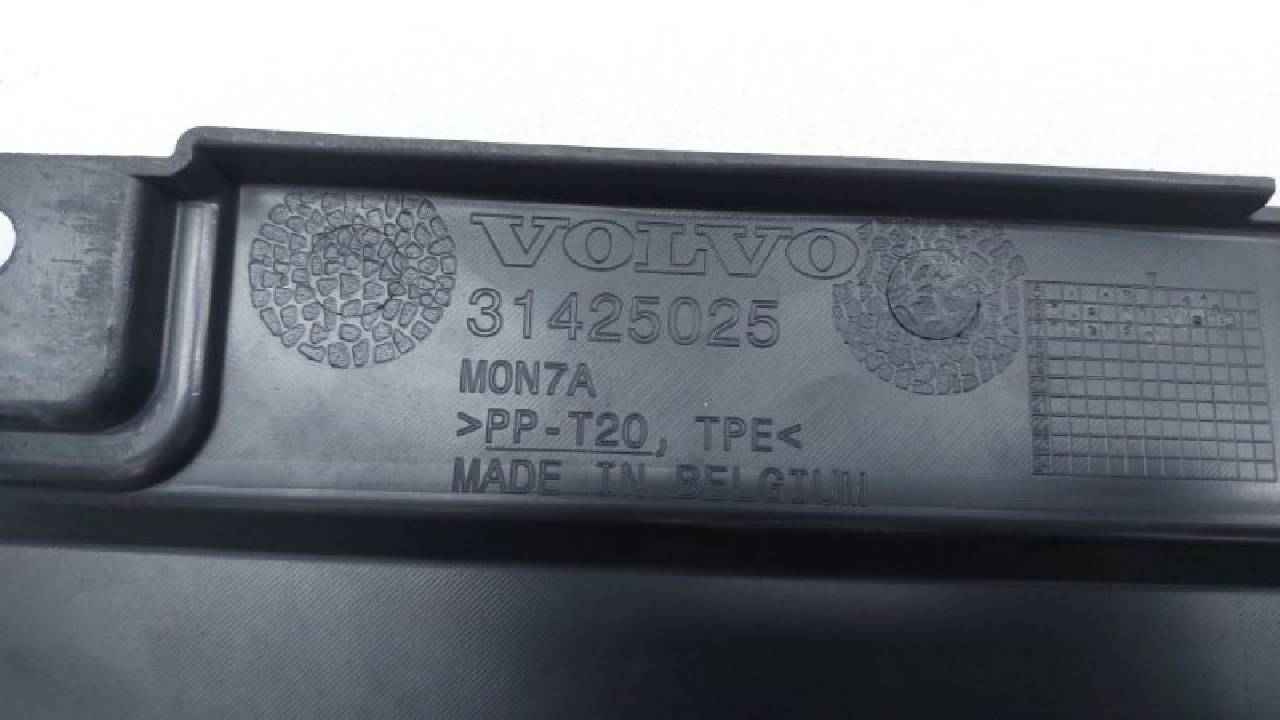 VOLVO
31425025
MON7A
>PP-T20, TPE<
MADE IN BELGIUM